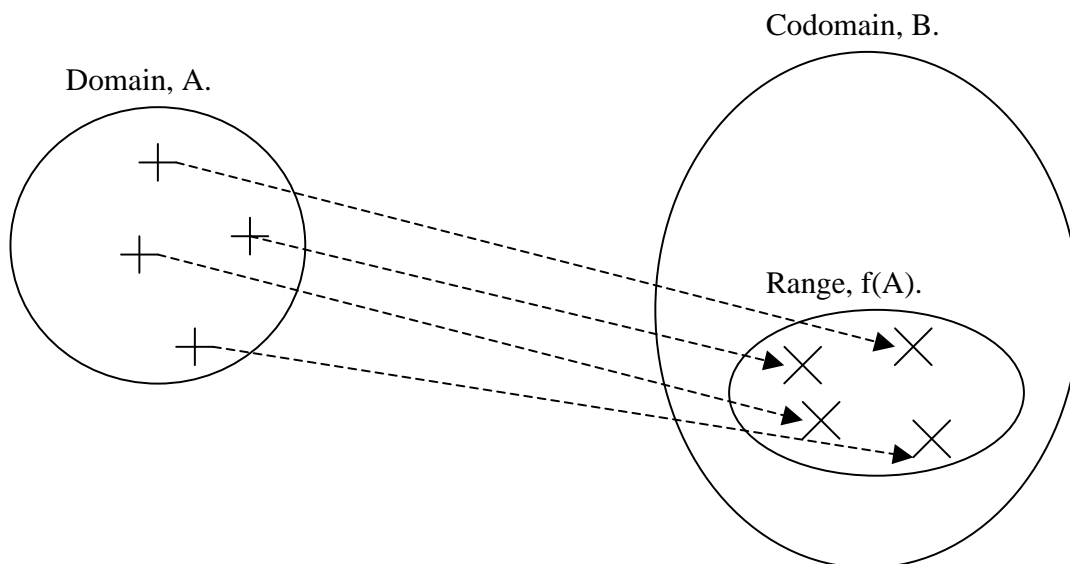 Codomain, B.
Domain, A.
Range, f(A).